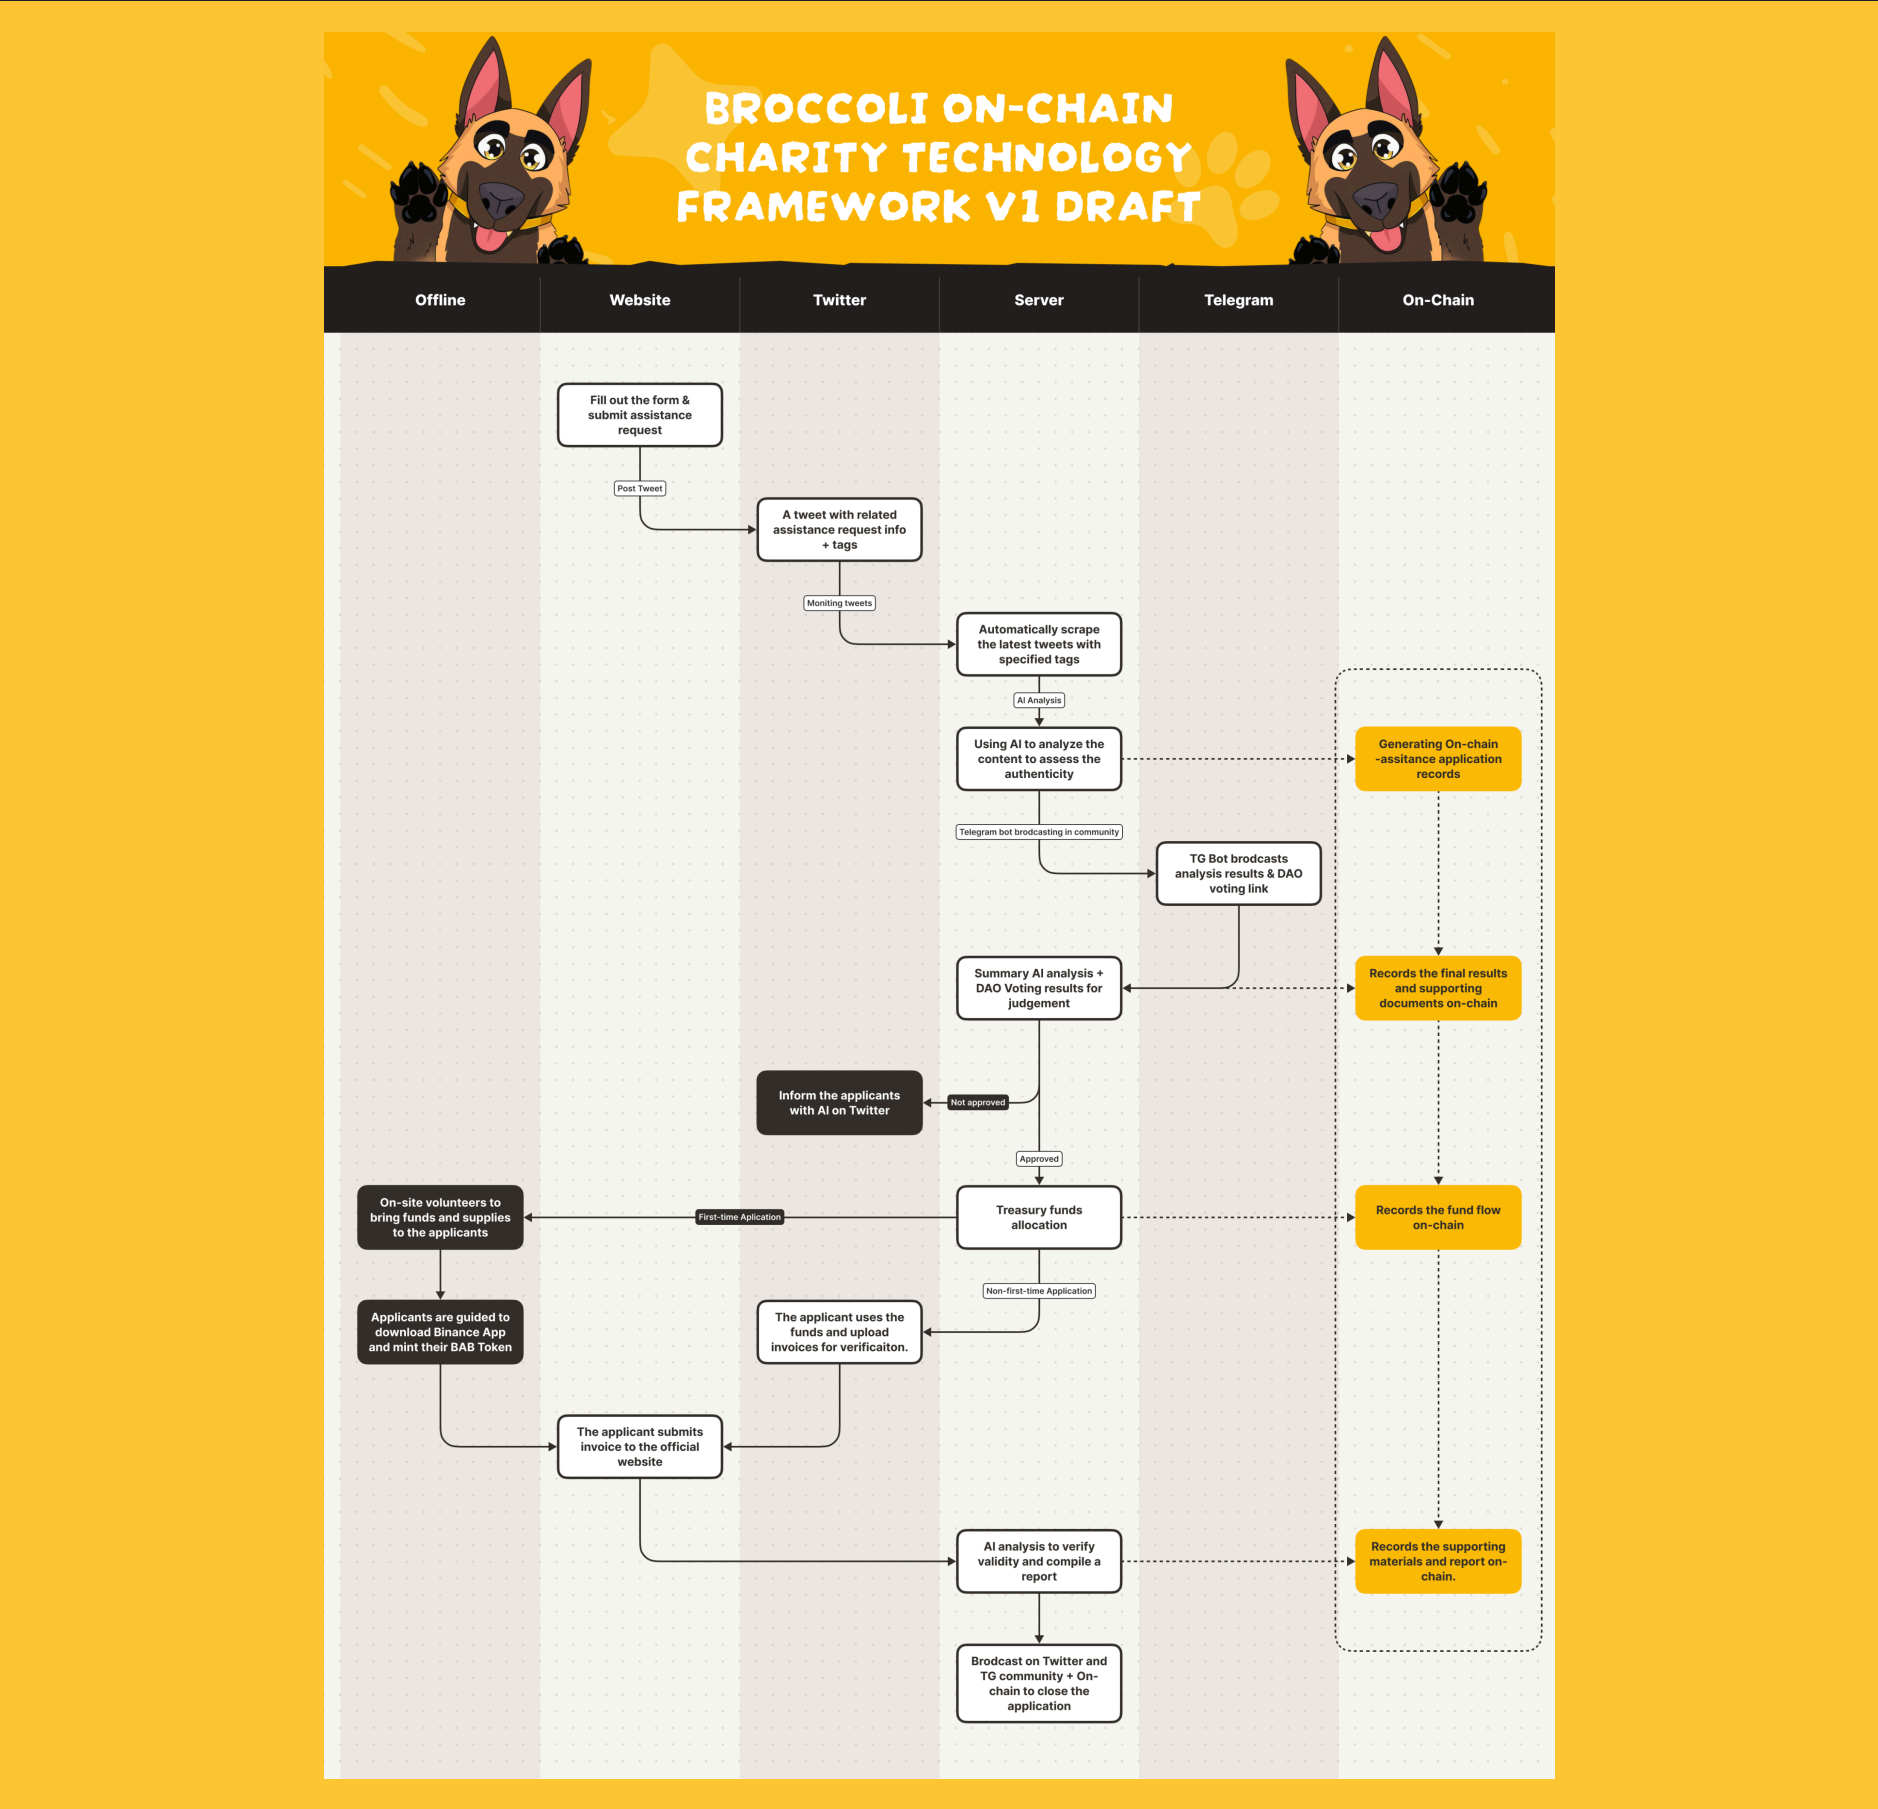 BROCCOLI ON-CHAIN
CHARITY TECHNOLOGY
FRAMEWORK V1 DRAFT
Offline
Website
Twitter
Server
Telegram
On-Chain
Fill out the form &
submit assistance
request
Post Tweet
A tweet with related
assistance request info
+ tags
Moniting tweets
Automatically scrape
the latest tweets with
specified tags
AI Analysis
Using AI to analyze the
content to assess the
authenticity
Generating On-chain
-assitance application
records
Telegram bot brodcasting in community
TG Bot brodcasts
analysis results & DAO
voting link
Summary AI analysis +
DAO Voting results for
judgement
Records the final results
and supporting
documents on-chain
Inform the applicants
with AI on Twitter
Not approved
Approved
On-site volunteers to
bring funds and supplies
to the applicants
First-time Aplication
Treasury funds
allocation
Records the fund flow
on-chain
Non-first-time Application
Applicants are guided to
download Binance App
and mint their BAB Token
The applicant uses the
funds and upload
invoices for verificaiton.
The applicant submits
invoice to the official
website
AI analysis to verify
validity and compile a
report
Records the supporting
materials and report on-
chain.
Brodcast on Twitter and
TG community + On-
chain to close the
application